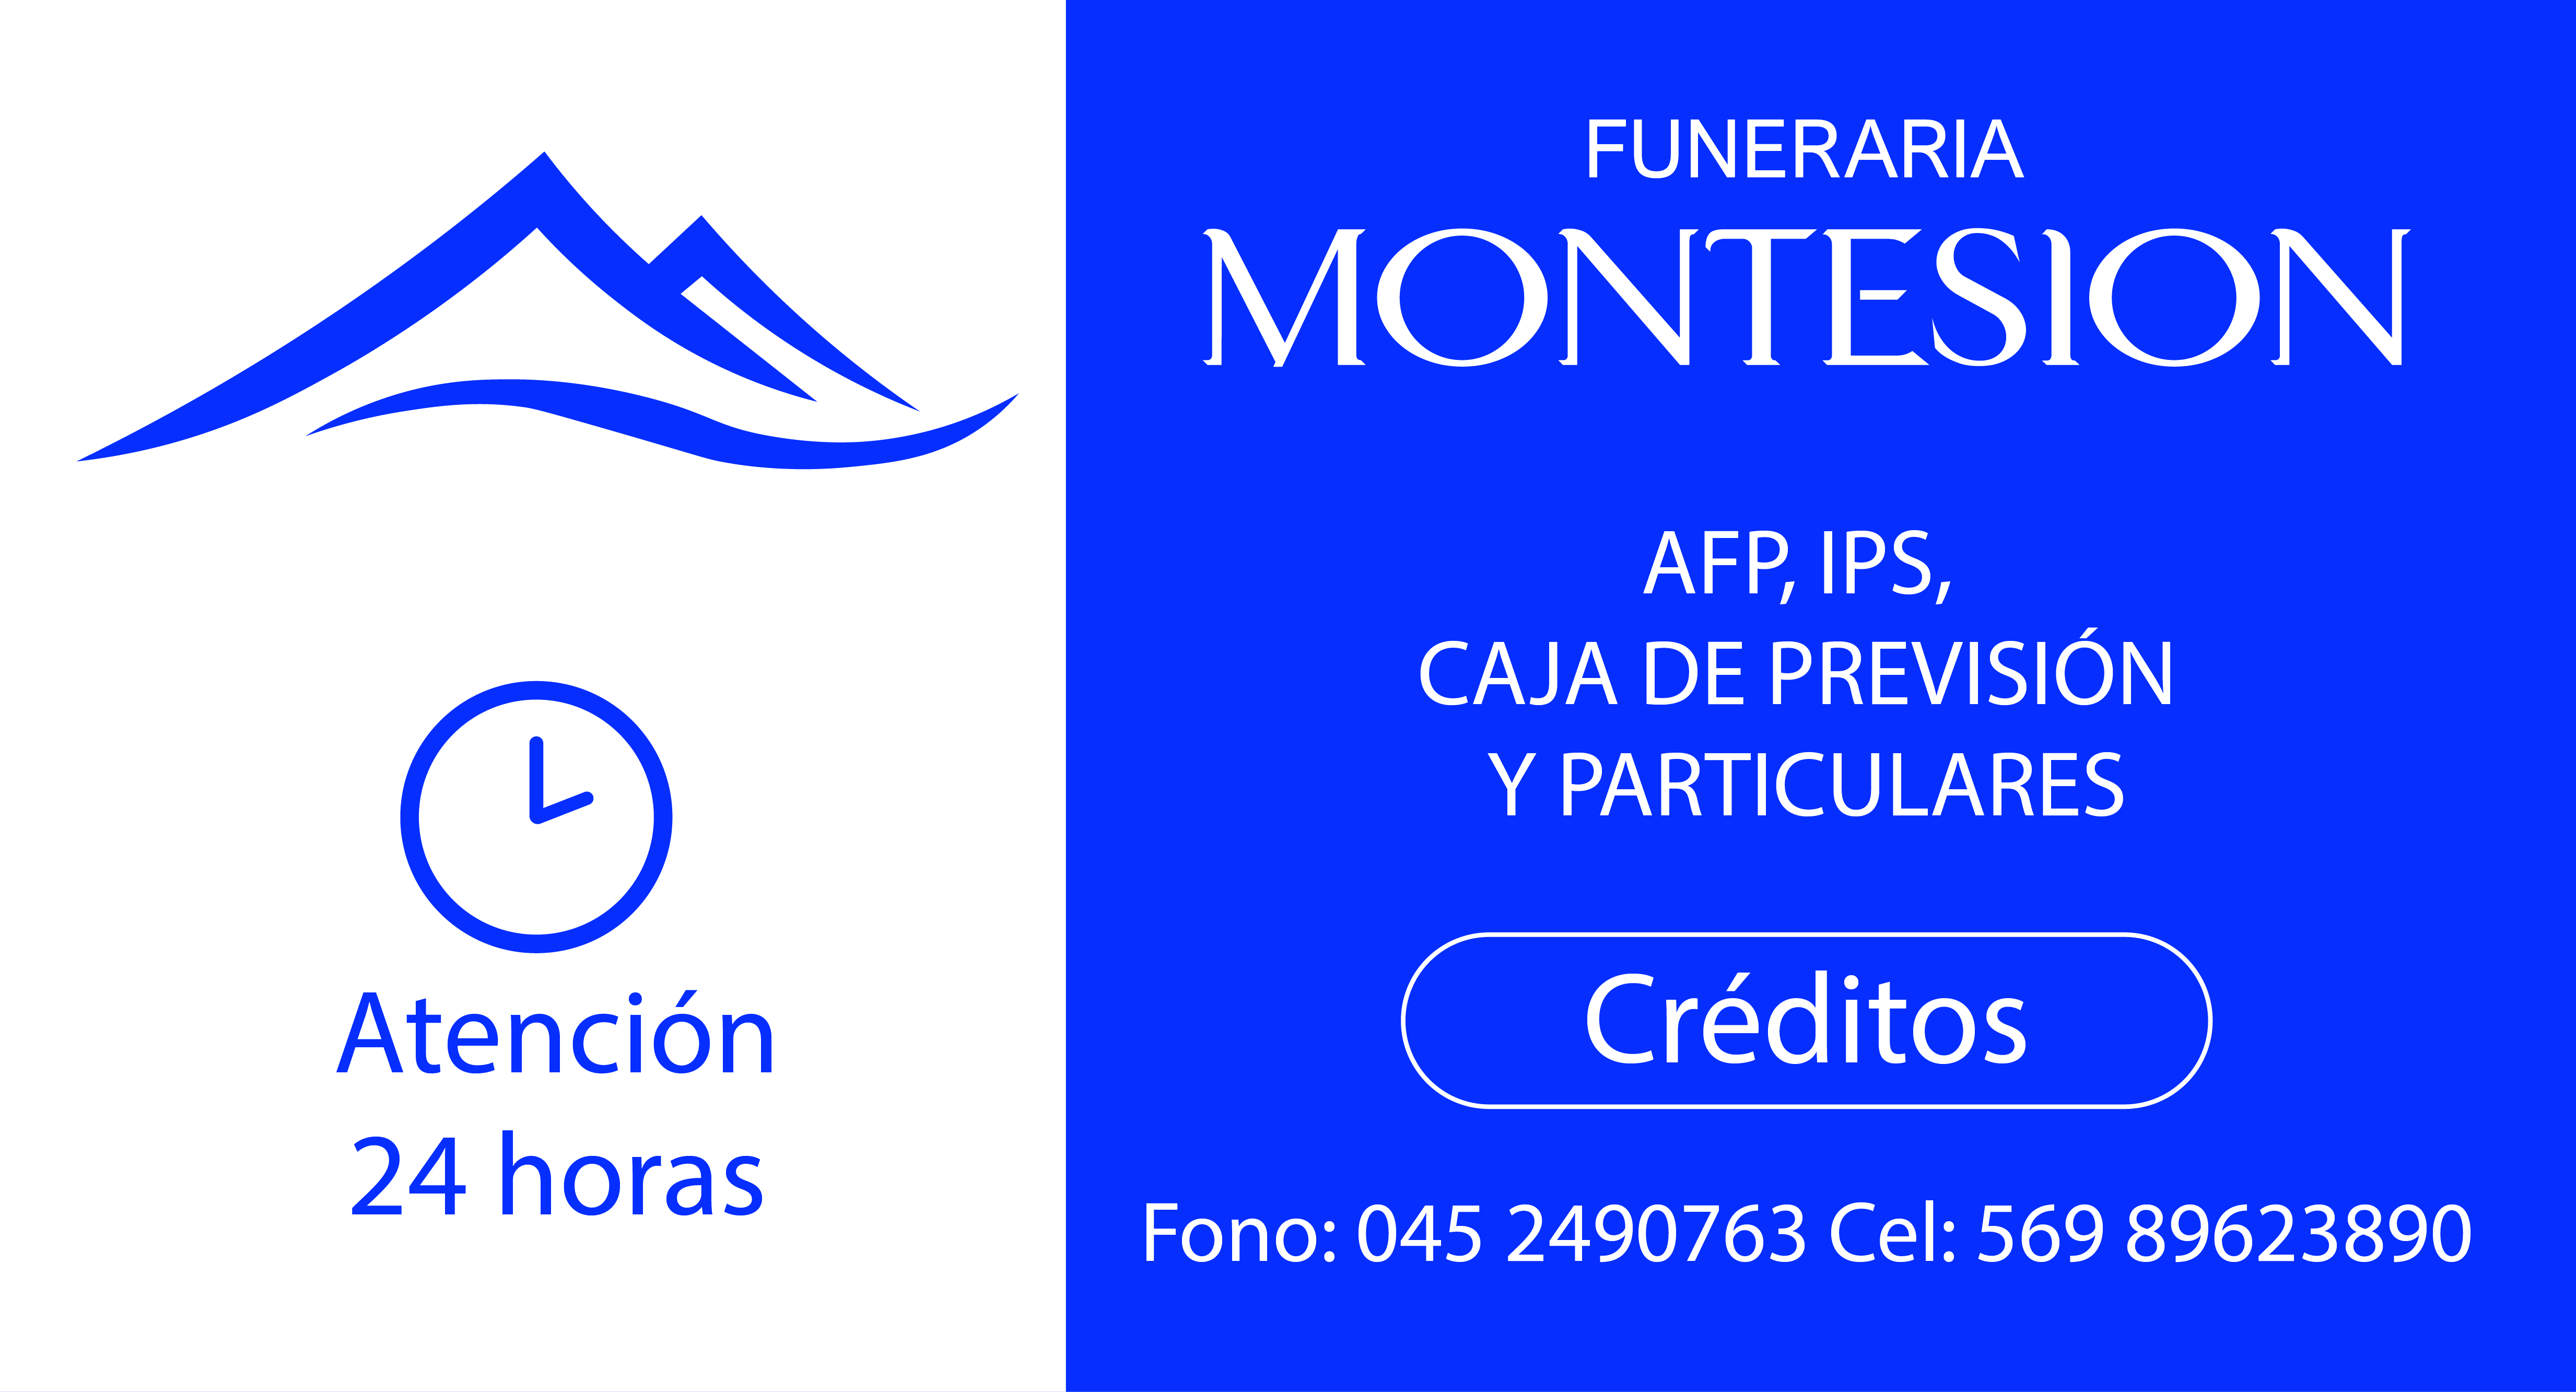 Atención
24 horas
FUNERARIA
MONTESION
AFP, IPS,
CAJA DE PREVISIÓN
Y PARTICULARES
Créditos
Fono: 045 2490763 Cel: 569 89623890